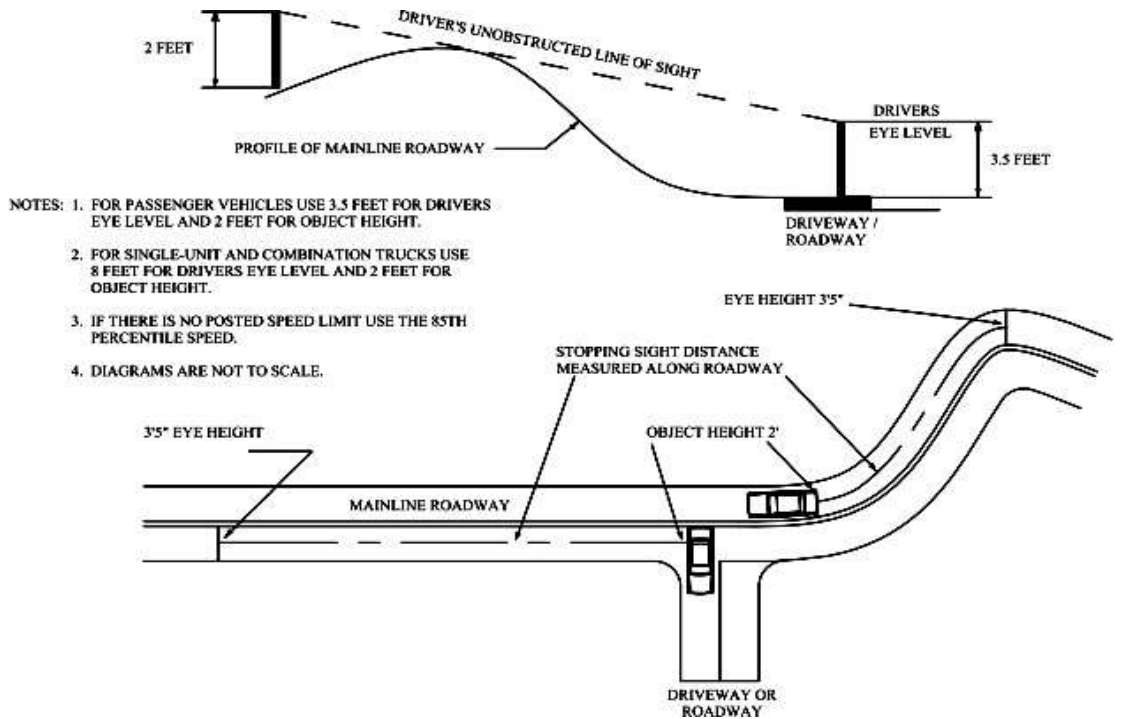 2 FEET
DRIVER'S UNOBSTRUCTED LINE OF SIGHT
DRIVERS
EYE LEVEL
3.5 FEET
PROFILE OF MAINLINE ROADWAY
DRIVEWAY /
ROADWAY
NOTES: 1. FOR PASSENGER VEHICLES USE 3.5 FEET FOR DRIVERS
EYE LEVEL AND 2 FEET FOR OBJECT HEIGHT.
2. FOR SINGLE-UNIT AND COMBINATION TRUCKS USE
8 FEET FOR DRIVERS EYE LEVEL AND 2 FEET FOR
OBJECT HEIGHT.
3. IF THERE IS NO POSTED SPEED LIMIT USE THE 85TH
PERCENTILE SPEED.
4. DIAGRAMS ARE NOT TO SCALE.
EYE HEIGHT 3'5"
STOPPING SIGHT DISTANCE
MEASURED ALONG ROADWAY
3'5" EYE HEIGHT
OBJECT HEIGHT 2'
MAINLINE ROADWAY
DRIVEWAY OR
ROADWAY